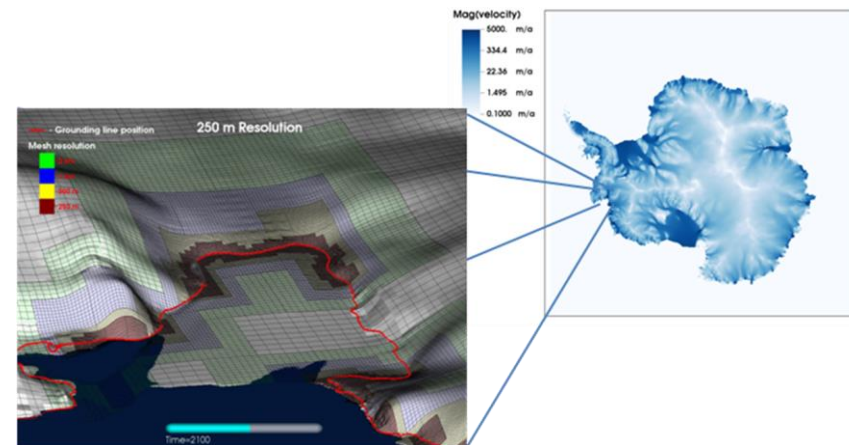 Mag(velocity)
5000. m/a
334.4 m/a
22.36 m/a
1.495 m/a
0.1000 m/a
- Grounding line position
250 m Resolution
Mesh resolution
Time=2100